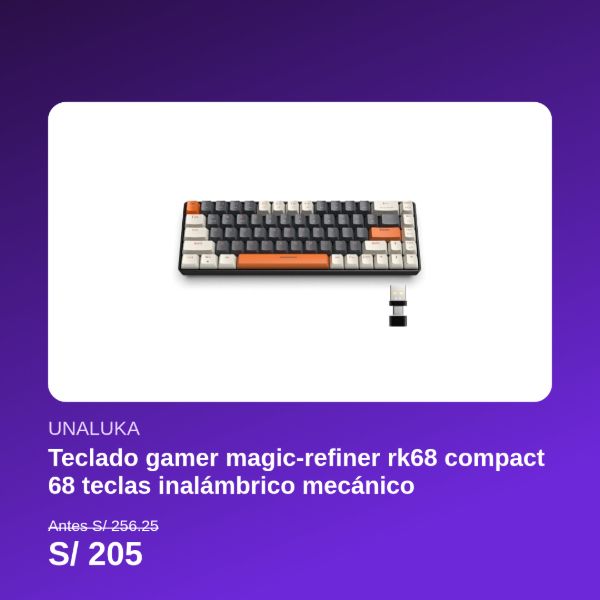 UNALUKA
Teclado gamer magic-refiner rk68 compact
68 teclas inalámbrico mecánico
Antes S/ 256.25
S/ 205